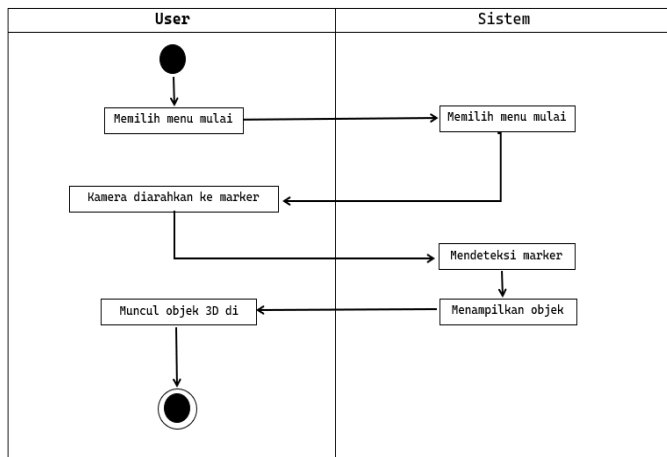 User
Sistem
Memilih menu mulai
Memilih menu mulai
Kamera diarahkan ke marker
Mendeteksi marker
Muncul objek 3D di
Menampilkan objek